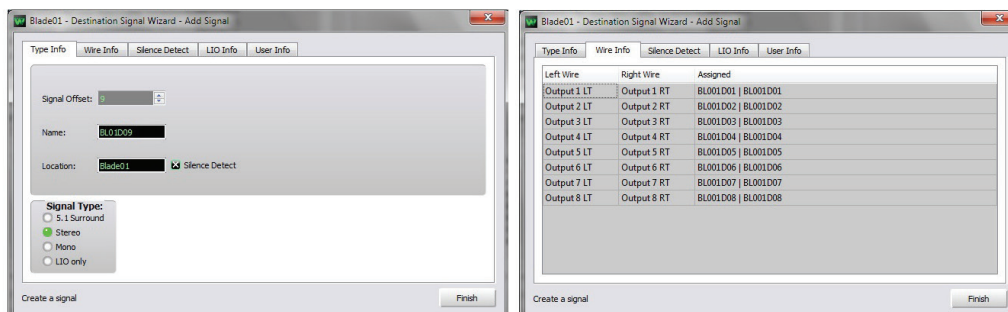 Blade01 - Destination Signal Wizard - Add Signal
Type Info Wire Info Silence Detect LIO Info User Info
Signal Offset: 9
Name: BL01D09
Location: Blade01 Silence Detect
Signal Type:
5.1 Surround
Stereo
Mono
LIO only
Create a signal Finish
Blade01 - Destination Signal Wizard - Add Signal
Type Info Wire Info Silence Detect LIO Info User Info
Left Wire Right Wire Assigned
Output 1 LT Output 1 RT BL001D01 | BL001D01
Output 2 LT Output 2 RT BL001D02 | BL001D02
Output 3 LT Output 3 RT BL001D03 | BL001D03
Output 4 LT Output 4 RT BL001D04 | BL001D04
Output 5 LT Output 5 RT BL001D05 | BL001D05
Output 6 LT Output 6 RT BL001D06 | BL001D06
Output 7 LT Output 7 RT BL001D07 | BL001D07
Output 8 LT Output 8 RT BL001D08 | BL001D08
Create a signal Finish